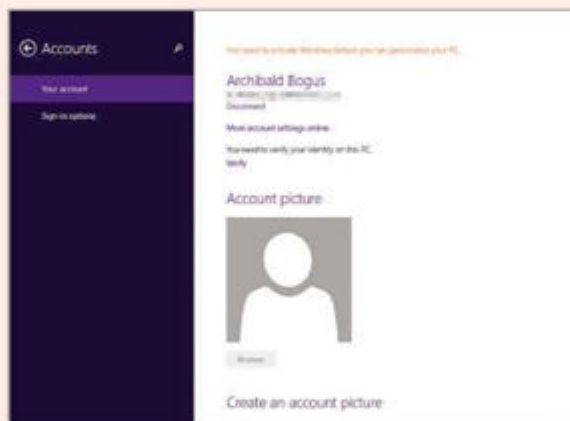 Accounts
Your account
Sign-in options
You need to activate Windows before you can personalize your PC.
Archibald Bogus
Disconnect
More account settings online
You need to verify your identity on this PC.
Verify
Account picture
Browse
Create an account picture